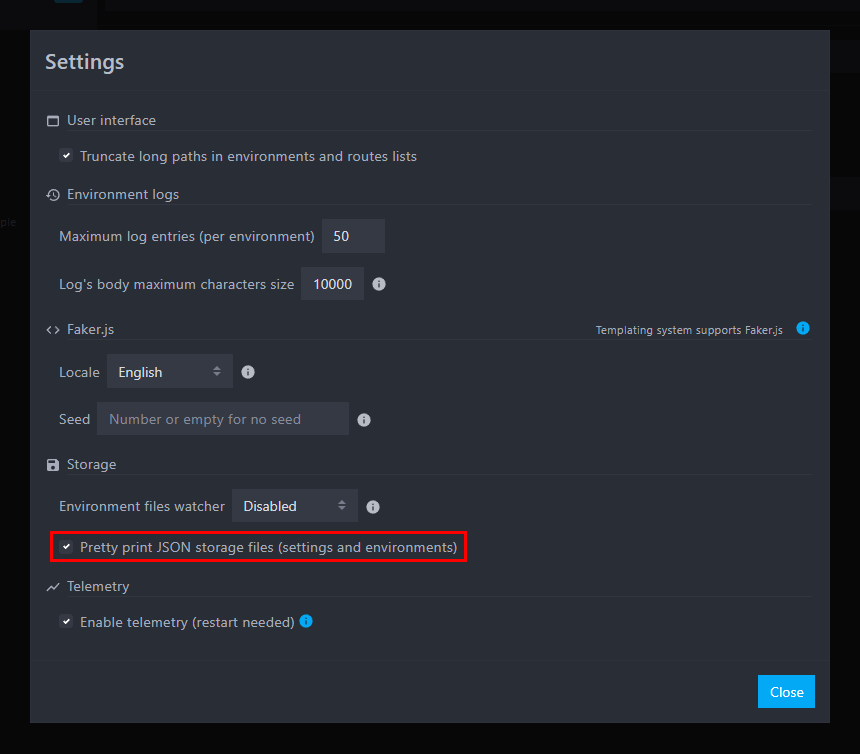 Settings
User interface
Truncate long paths in environments and routes lists
Environment logs
Maximum log entries (per environment) 50
Log's body maximum characters size 10000
Faker.js Templating system supports Faker.js
Locale English
Seed Number or empty for no seed
Storage
Environment files watcher Disabled
Pretty print JSON storage files (settings and environments)
Telemetry
Enable telemetry (restart needed)
Close